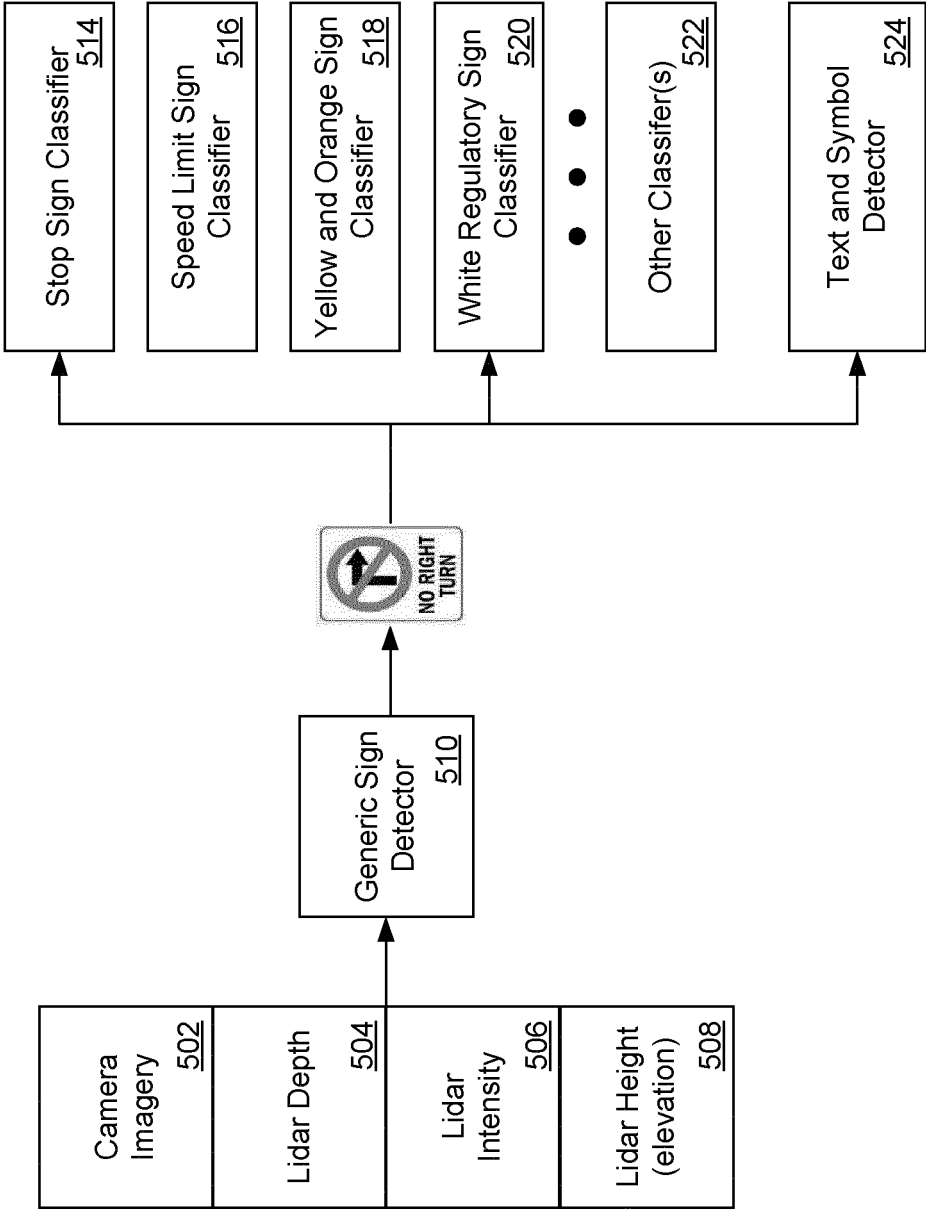 Camera
Imagery
502
Lidar Depth
504
Lidar
Intensity
506
Lidar Height
(elevation)
508
Generic Sign
Detector
510
NO RIGHT
TURN
Stop Sign Classifier
514
Speed Limit Sign
Classifier
516
Yellow and Orange Sign
Classifier
518
White Regulatory Sign
Classifier
520
Other Classifer(s)
522
Text and Symbol
Detector
524